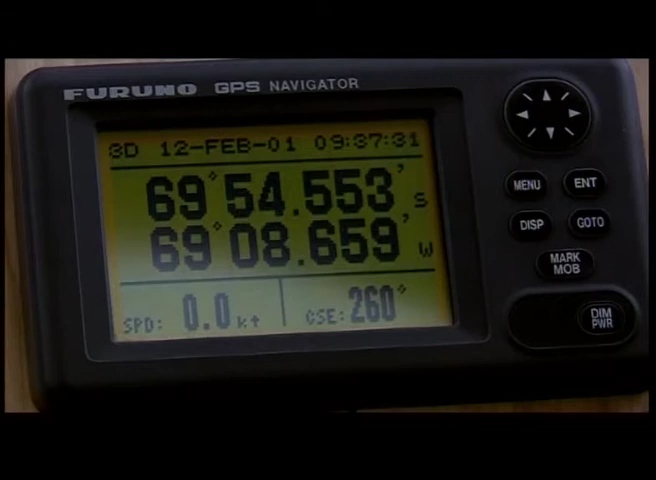 FURUNO GPS NAVIGATOR
3D 12-FEB-01 09:37:31
69°54.553' S
69°08.659' W
SPD: 0.0 kt CSE: 260°
MENU ENT
DISP GOTO
MARK
MOB
DIM
PWR